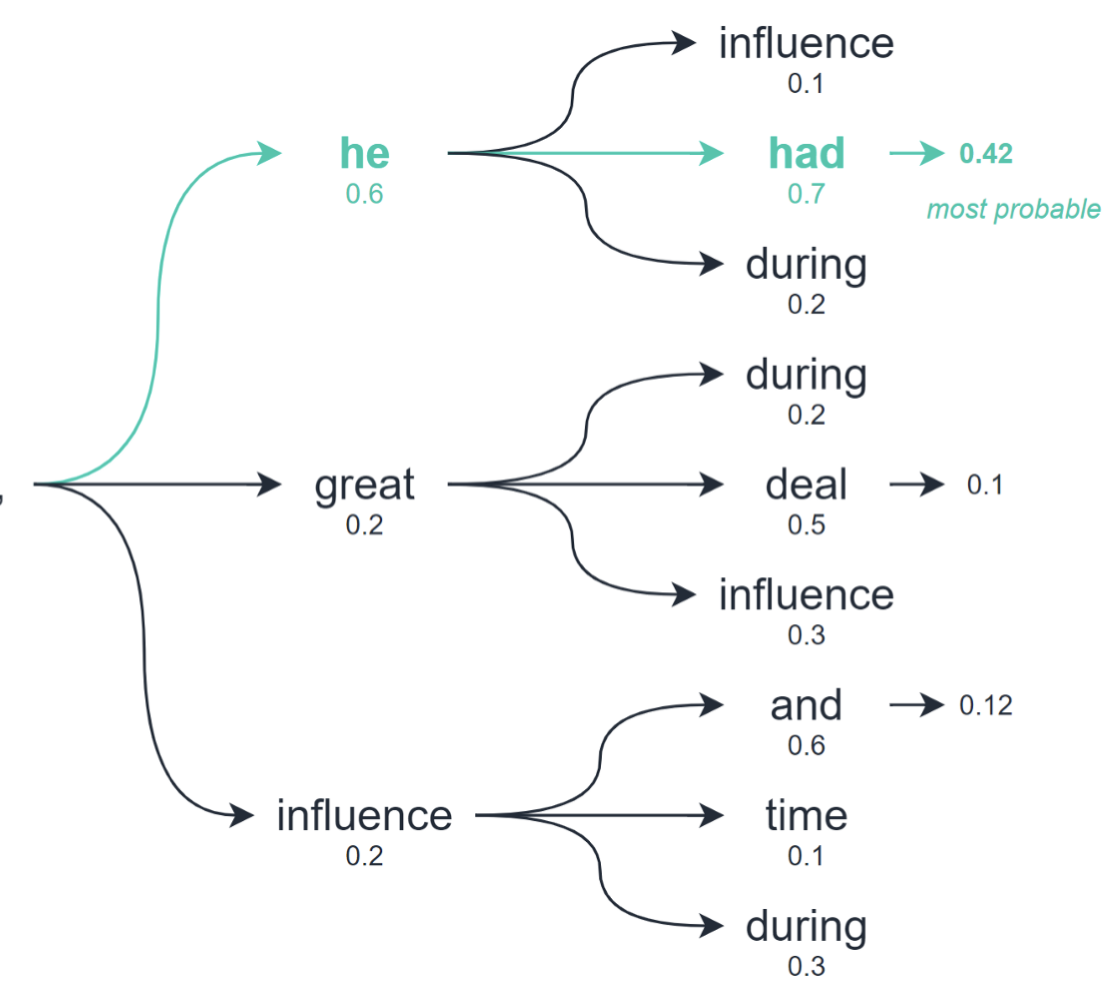 influence
0.1
he
0.6
had
0.7
0.42
most probable
during
0.2
during
0.2
,
great
0.2
deal
0.5
0.1
influence
0.3
and
0.6
0.12
influence
0.2
time
0.1
during
0.3